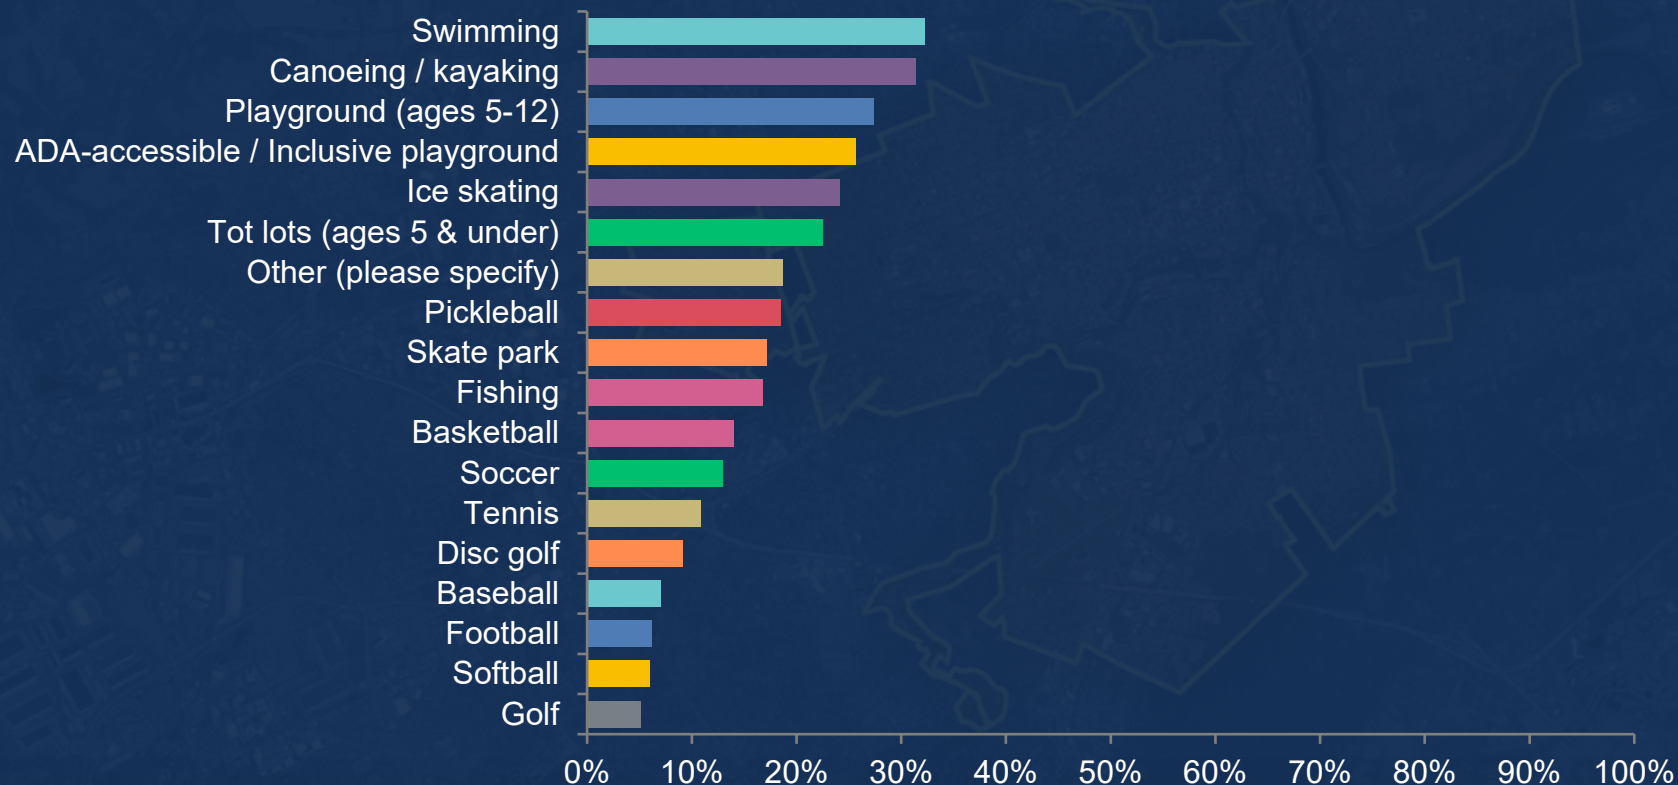 Swimming
Canoeing / kayaking
Playground (ages 5-12)
ADA-accessible / Inclusive playground
Ice skating
Tot lots (ages 5 & under)
Other (please specify)
Pickleball
Skate park
Fishing
Basketball
Soccer
Tennis
Disc golf
Baseball
Football
Softball
Golf
0% 10% 20% 30% 40% 50% 60% 70% 80% 90% 100%